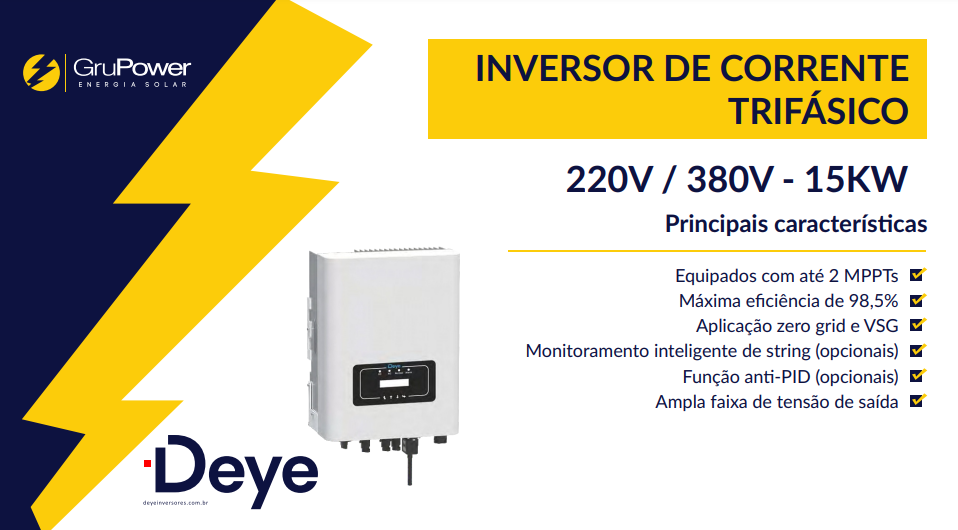 GruPower
ENERGIA SOLAR
INVERSOR DE CORRENTE
TRIFÁSICO
220V / 380V - 15KW
Principais características
Equipados com até 2 MPPTs
Máxima eficiência de 98,5%
Aplicação zero grid e VSG
Monitoramento inteligente de string (opcionais)
Função anti-PID (opcionais)
Ampla faixa de tensão de saída
Deye
Deye
deyeinversores.com.br